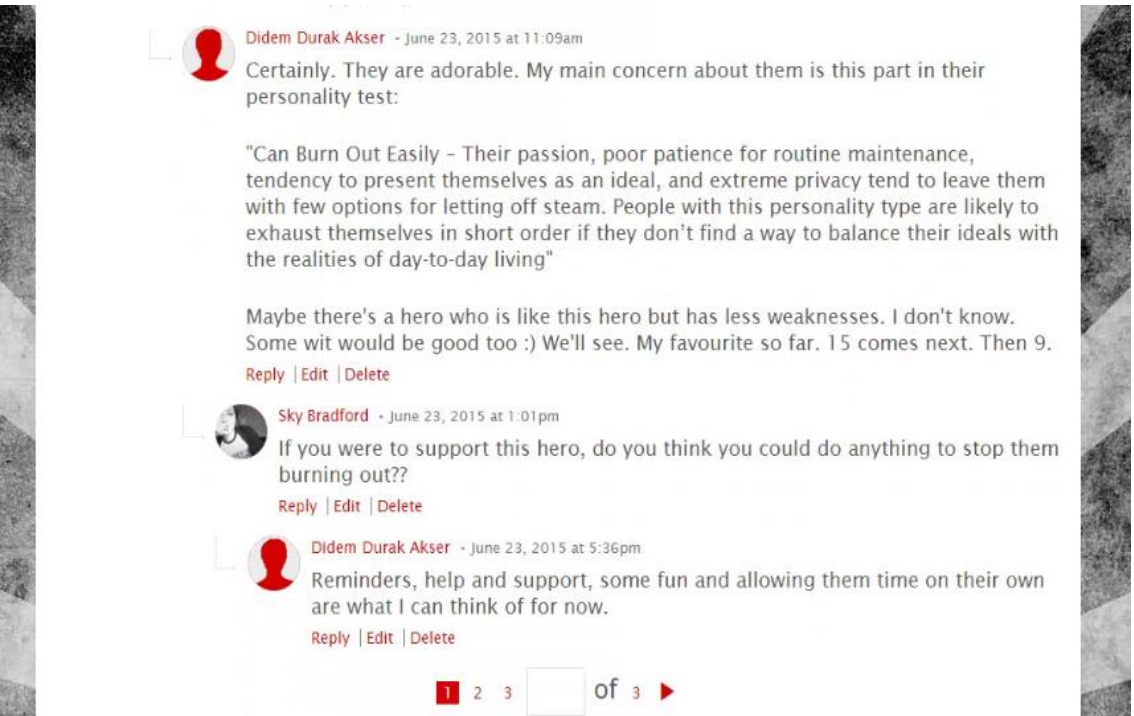 Didem Durak Akser • June 23, 2015 at 11:09am
Certainly. They are adorable. My main concern about them is this part in their
personality test:
"Can Burn Out Easily – Their passion, poor patience for routine maintenance,
tendency to present themselves as an ideal, and extreme privacy tend to leave them
with few options for letting off steam. People with this personality type are likely to
exhaust themselves in short order if they don't find a way to balance their ideals with
the realities of day-to-day living"
Maybe there's a hero who is like this hero but has less weaknesses. I don't know.
Some wit would be good too :) We'll see. My favourite so far. 15 comes next. Then 9.
Reply | Edit | Delete
Sky Bradford • June 23, 2015 at 1:01pm
If you were to support this hero, do you think you could do anything to stop them
burning out??
Reply | Edit | Delete
Didem Durak Akser • June 23, 2015 at 5:36pm
Reminders, help and support, some fun and allowing them time on their own
are what I can think of for now.
Reply | Edit | Delete
1 2 3 of 3 ▶